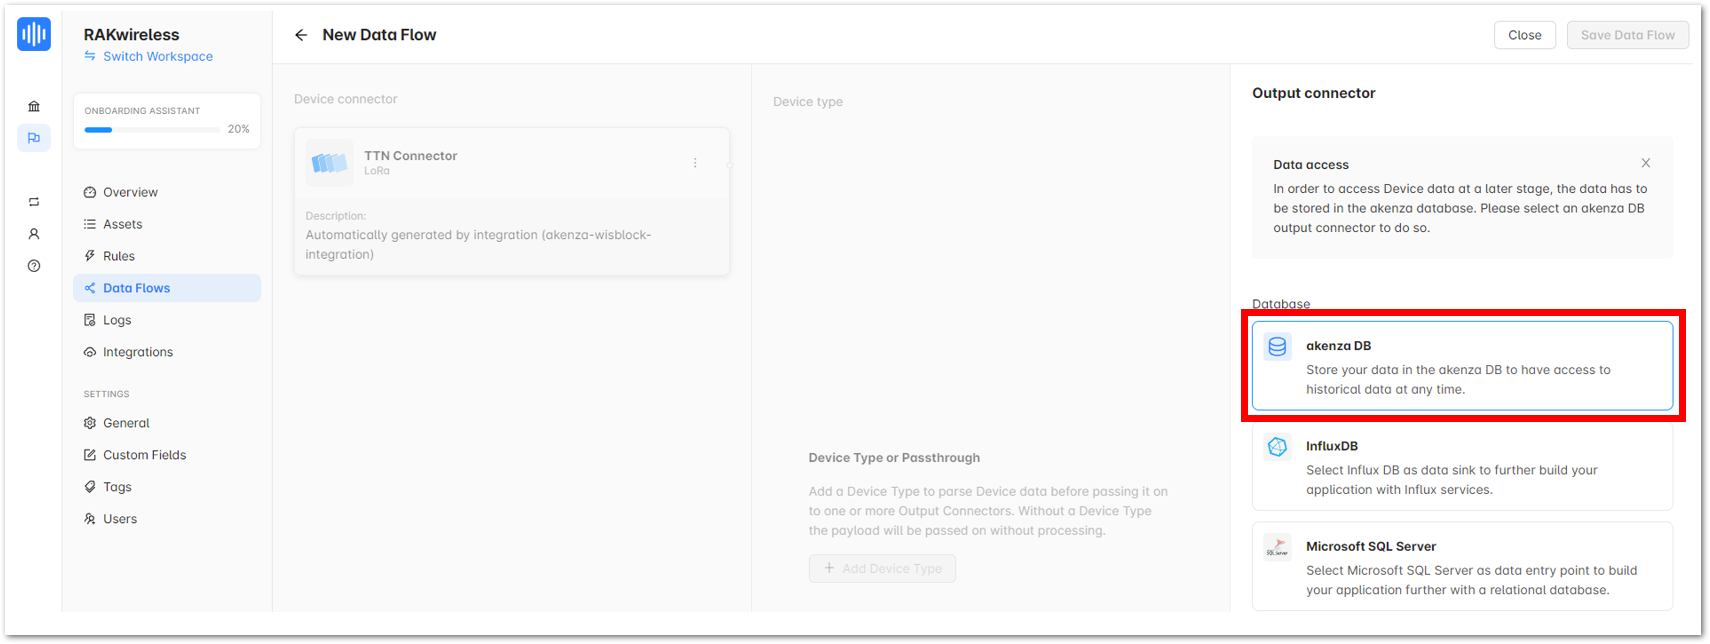 RAKwireless
Switch Workspace
ONBOARDING ASSISTANT
20%
Overview
Assets
Rules
Data Flows
Logs
Integrations
SETTINGS
General
Custom Fields
Tags
Users
New Data Flow
Close
Save Data Flow
Device connector
TTN Connector
LoRa
Description:
Automatically generated by integration (akenza-wisblock-
integration)
Device type
Device Type or Passthrough
Add a Device Type to parse Device data before passing it on
to one or more Output Connectors. Without a Device Type
the payload will be passed on without processing.
+ Add Device Type
Output connector
Data access
In order to access Device data at a later stage, the data has to
be stored in the akenza database. Please select an akenza DB
output connector to do so.
Database
akenza DB
Store your data in the akenza DB to have access to
historical data at any time.
InfluxDB
Select Influx DB as data sink to further build your
application with Influx services.
SQL Server
Microsoft SQL Server
Select Microsoft SQL Server as data entry point to build
your application further with a relational database.